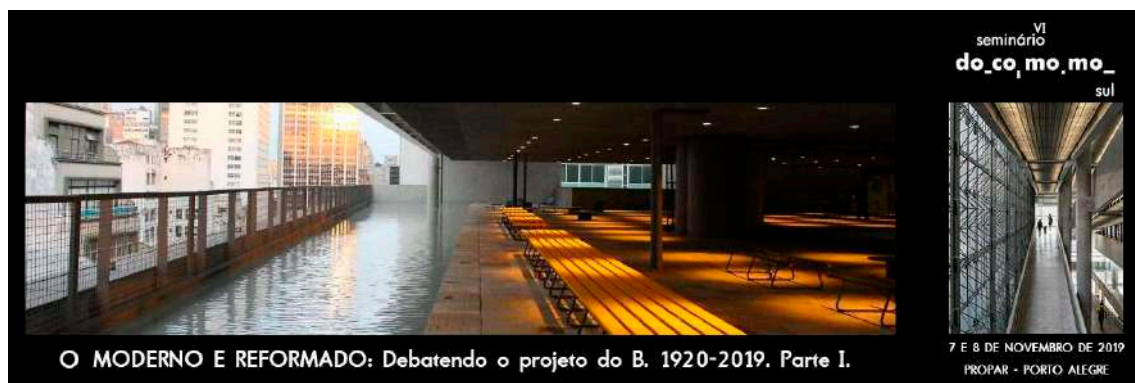 VI
seminário
do_co,mo.mo_
sul
O MODERNO E REFORMADO: Debatendo o projeto do B. 1920-2019. Parte I.
7 E 8 DE NOVEMBRO DE 2019
PROPAR - PORTO ALEGRE